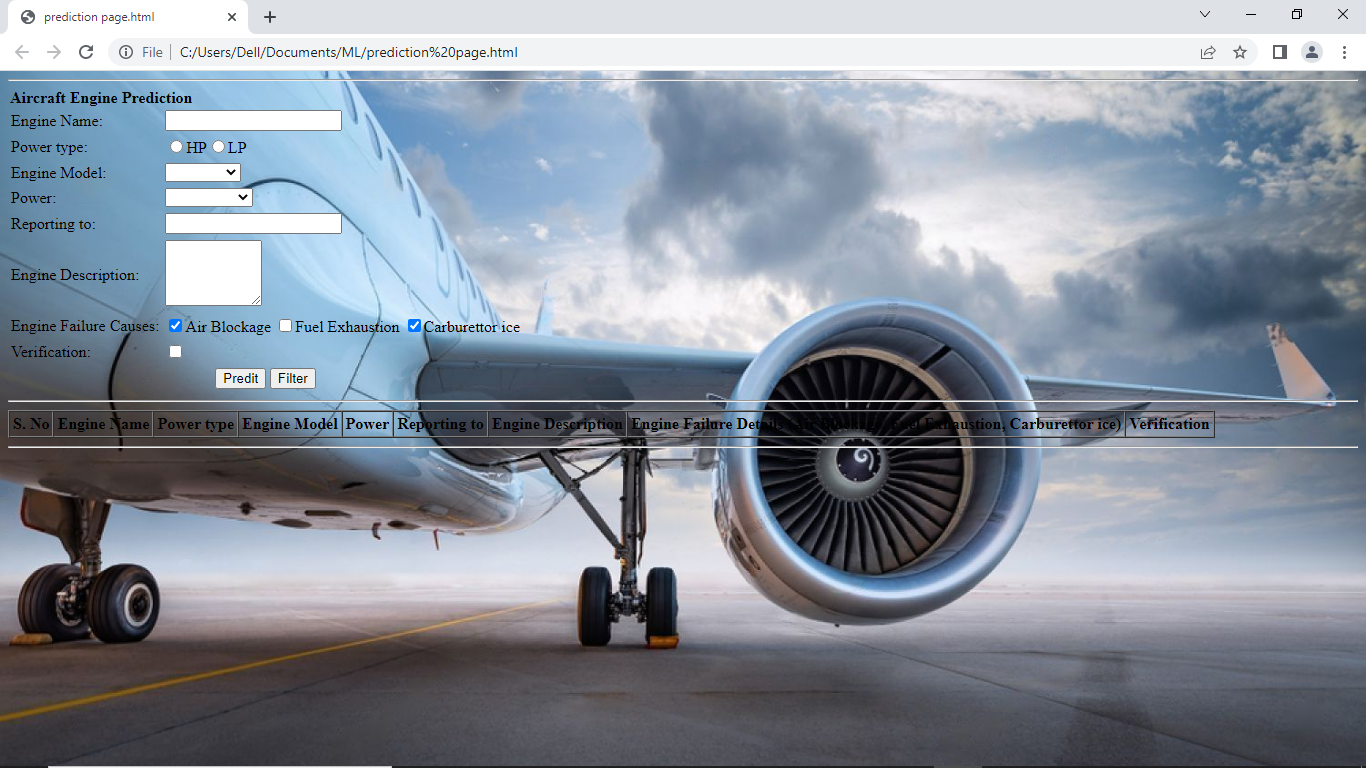 prediction page.html
File | C:/Users/Dell/Documents/ML/prediction%20page.html
Aircraft Engine Prediction
Engine Name:
Power type: HP LP
Engine Model:
Power:
Reporting to:
Engine Description:
Engine Failure Causes: Air Blockage Fuel Exhaustion Carburettor ice
Verification:
Predit Filter
S. No Engine Name Power type Engine Model Power Reporting to Engine Description Engine Failure Details (Air Blockage, Fuel Exhaustion, Carburettor ice) Verification